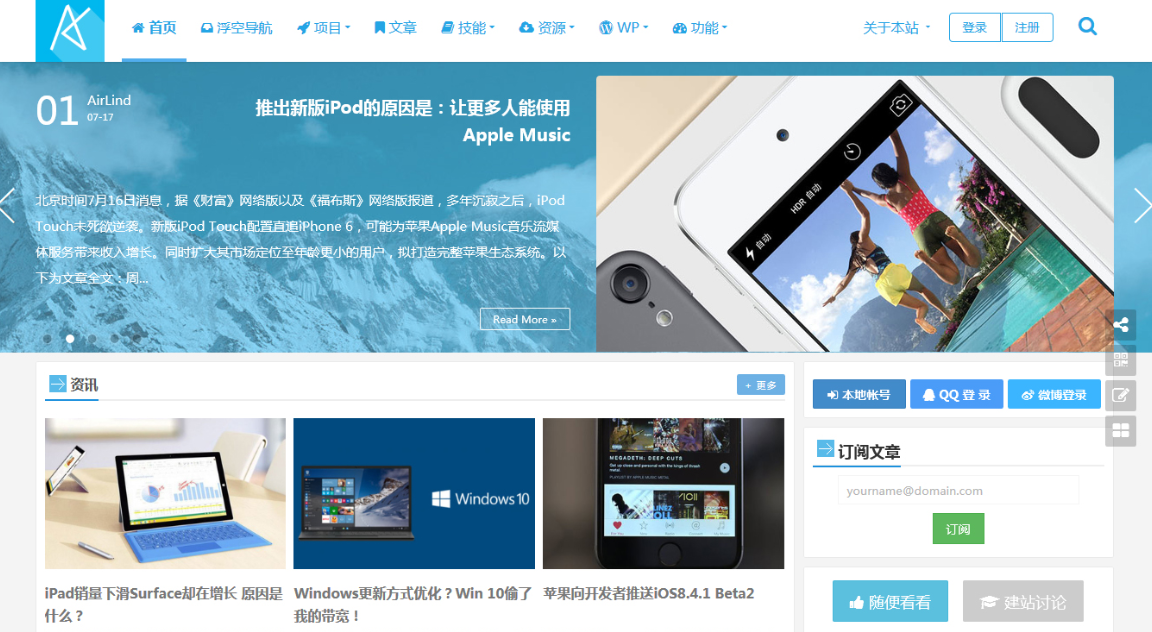 首页 浮空导航 项目 文章 技能 资源 WP 功能 关于本站 登录 注册
01 AirLind
07-17
推出新版iPod的原因是：让更多人能使用
Apple Music
北京时间7月16日消息，据《财富》网络版以及《福布斯》网络版报道，多年沉寂之后，iPod
Touch未死欲逆袭。新版iPod Touch配置直追iPhone 6，可能为苹果Apple Music音乐流媒
体服务带来收入增长。同时扩大其市场定位至年龄更小的用户，拟打造完整苹果生态系统。以
下为文章全文：周...
Read More »
HDR 自动
自动
资讯
+ 更多
Windows 10
MEGADETH: DEEP CUTS
iPad销量下滑Surface却在增长 原因是
什么？
Windows更新方式优化？Win 10偷了
我的带宽！
苹果向开发者推送iOS8.4.1 Beta2
本地帐号 QQ 登 录 微博登录
订阅文章
yourname@domain.com
订阅
随便看看 建站讨论